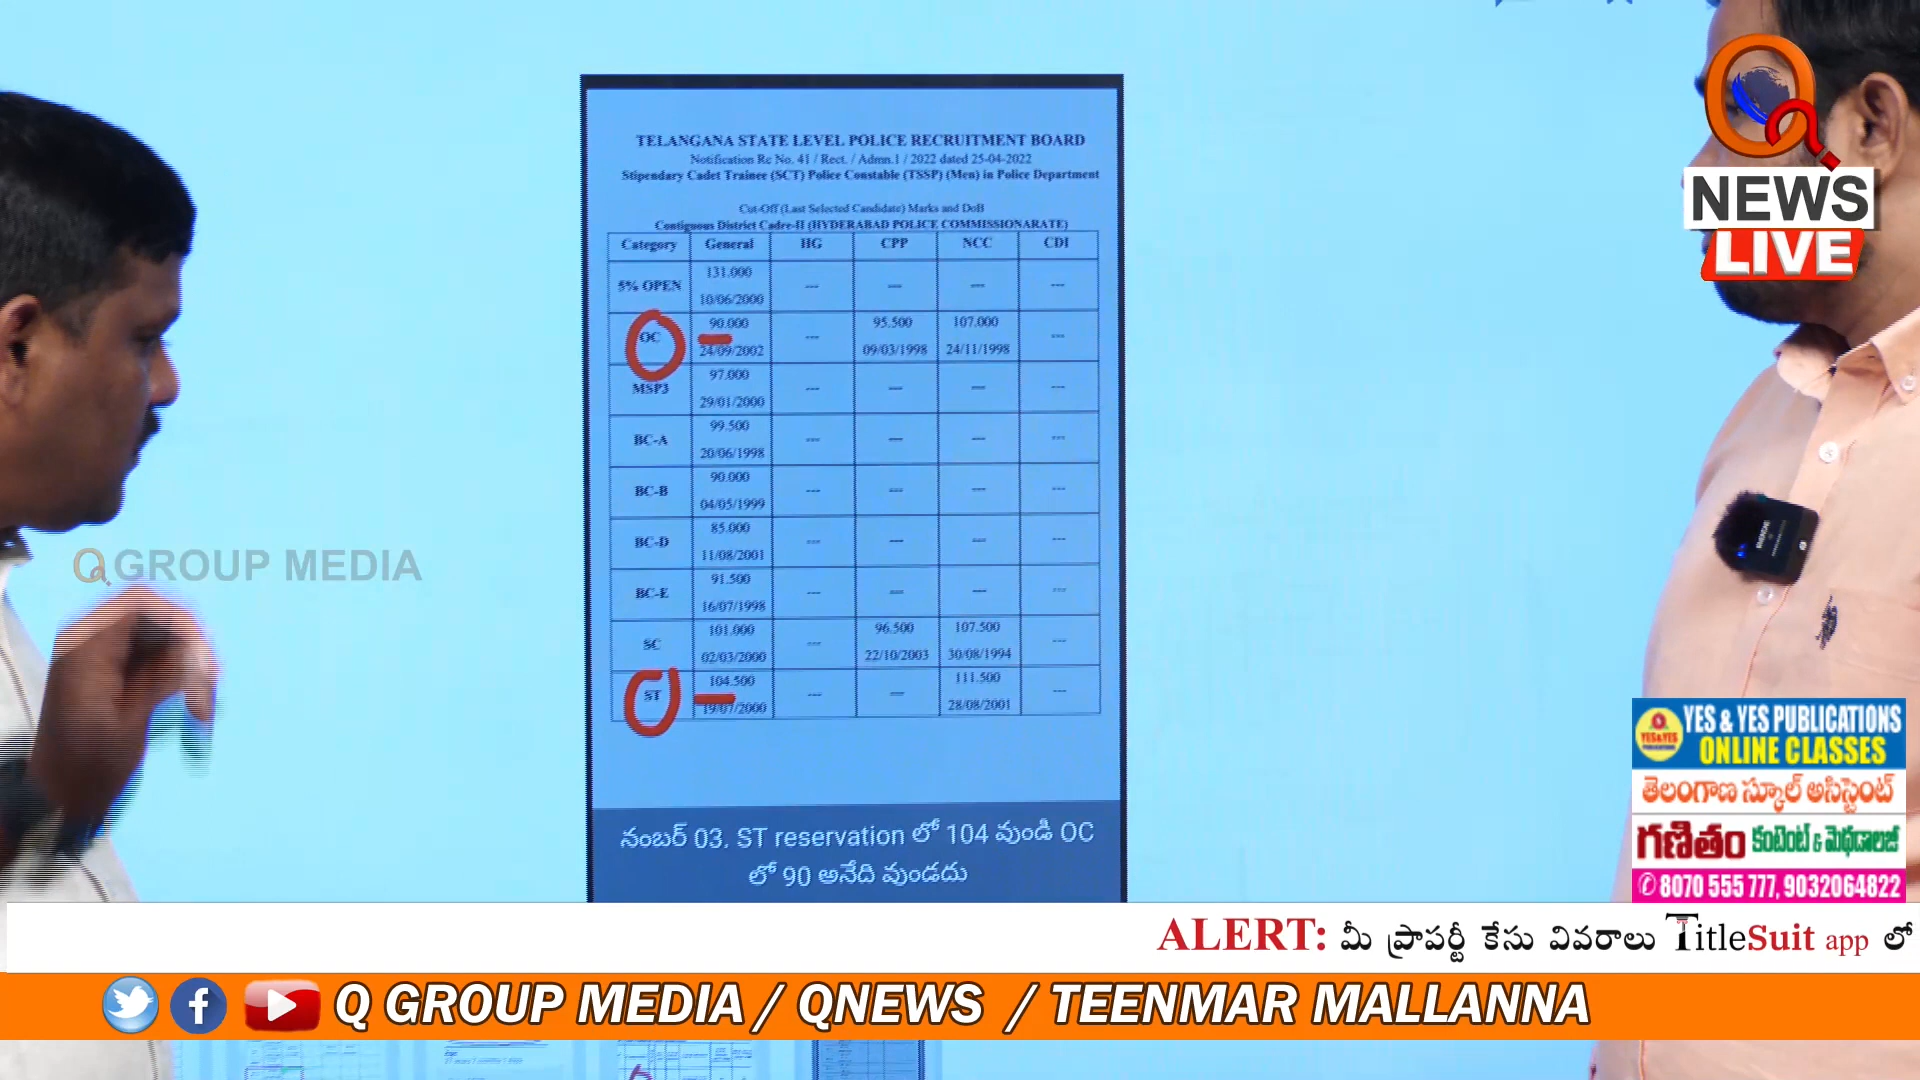 TELANGANA STATE LEVEL POLICE RECRUITMENT BOARD
Notification Rc No. 41 / Rect. / Admn.1 / 2022 dated 25-04-2022
Stipendary Cadet Trainee (SCT) Police Constable (TSSP) (Men) in Police Department
Cut-Off (Last Selected Candidate) Marks and DoB
Contiguous District Cadre-II (HYDERABAD POLICE COMMISSIONARATE)
Category General HG CPP NCC CDI
5% OPEN 131.000 10/06/2000 --- --- --- ---
OC 90.000 24/09/2002 --- 95.500 09/03/1998 107.000 24/11/1998 ---
MSP3 97.000 29/01/2000 --- --- --- ---
BC-A 99.500 20/06/1998 --- --- --- ---
BC-B 90.000 04/05/1999 --- --- --- ---
BC-D 85.000 11/08/2001 --- --- --- ---
BC-E 91.500 16/07/1998 --- --- --- ---
SC 101.000 02/03/2000 --- 96.500 22/10/2003 107.500 30/08/1994 ---
ST 104.500 19/07/2000 --- --- 111.500 28/08/2001 ---
నంబర్ 03. ST reservation లో 104 వుండి OC
లో 90 అనేది వుండదు
Q GROUP MEDIA
Q
NEWS
LIVE
YES & YES PUBLICATIONS
ONLINE CLASSES
తెలంగాణ స్కూల్ అసిస్టెంట్
గణితం కంటెంట్ & మెథడాలజీ
8070 555 777, 9032064822
ALERT: మీ ప్రాపర్టీ కేసు వివరాలు TitleSuit app లో
Q GROUP MEDIA / QNEWS / TEENMAR MALLANNA